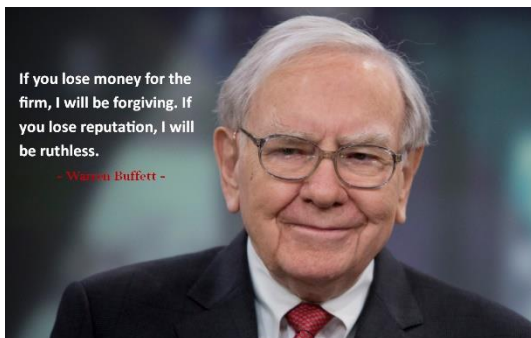 If you lose money for the
firm, I will be forgiving. If
you lose reputation, I will
be ruthless.
- Warren Buffett -